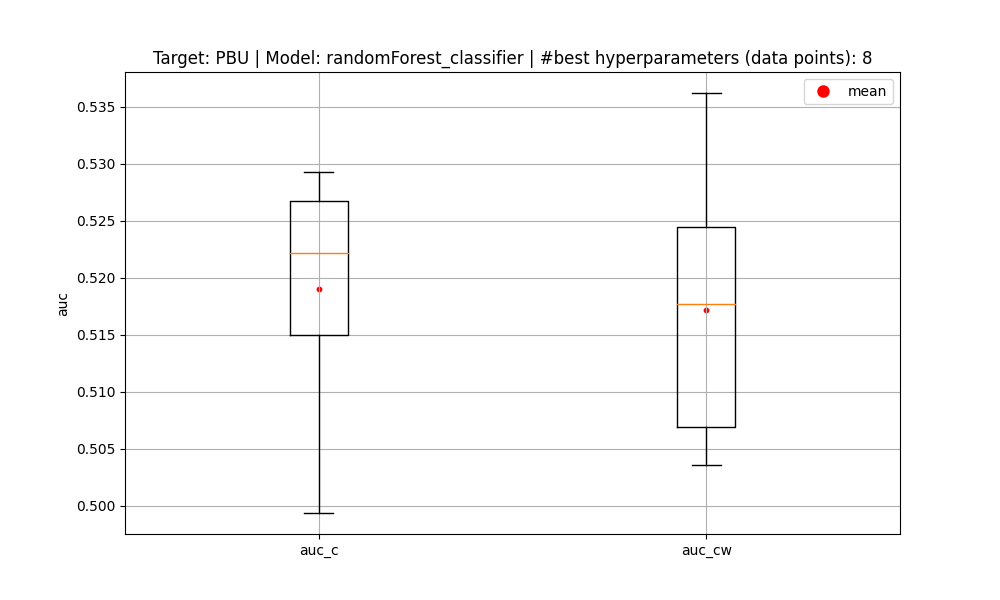 Target: PBU | Model: randomForest_classifier | #best hyperparameters (data points): 8
mean
0.535
0.530
0.525
0.520
0.515
0.510
0.505
0.500
auc
auc_c
auc_cw